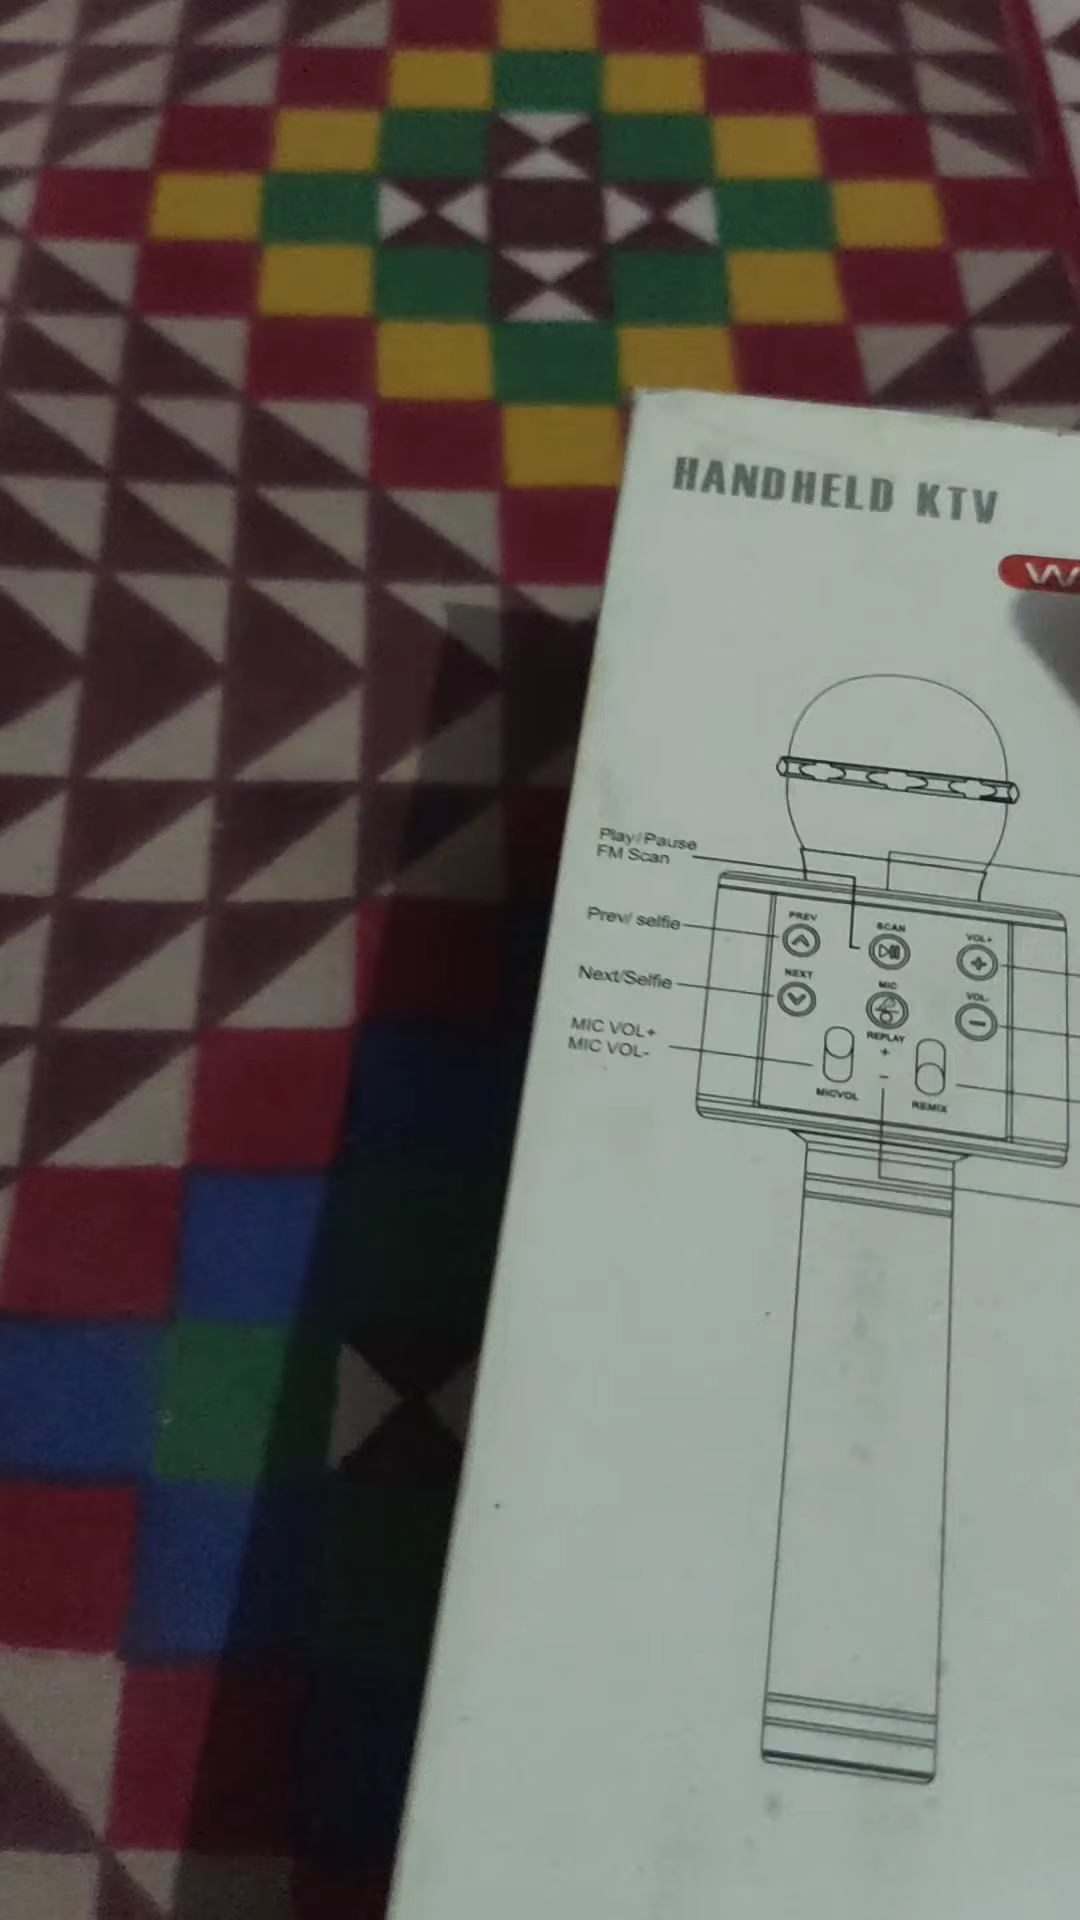 HANDHELD KTV
W
Play/Pause
FM Scan
Prev/ selfie
Next/Selfie
MIC VOL+
MIC VOL-
PREV
SCAN
VOL+
NEXT
MIC
VOL-
REPLAY
+
-
MICVOL
REMIX